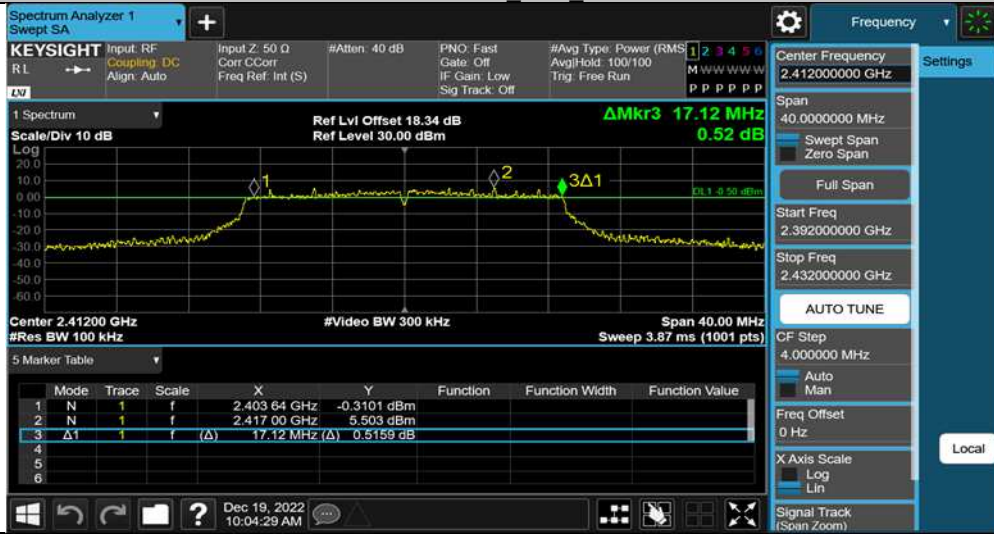 Spectrum Analyzer 1
Swept SA
+
Frequency
KEYSIGHT
RL
LXI
Input: RF
Coupling: DC
Align: Auto
Input Z: 50 Ω
Corr CCorr
Freq Ref: Int (S)
#Atten: 40 dB
PNO: Fast
Gate: Off
IF Gain: Low
Sig Track: Off
#Avg Type: Power (RMS
Avg|Hold: 100/100
Trig: Free Run
1 2 3 4 5 6
M W W W W W
P P P P P P
1 Spectrum
Scale/Div 10 dB
Ref Lvl Offset 18.34 dB
Ref Level 30.00 dBm
ΔMkr3 17.12 MHz
0.52 dB
Log
20.0
10.0
0.00
-10.0
-20.0
-30.0
-40.0
-50.0
-60.0
1
2
3Δ1
DL1 -0.50 dBm
Center 2.41200 GHz
#Res BW 100 kHz
#Video BW 300 kHz
Span 40.00 MHz
Sweep 3.87 ms (1001 pts)
5 Marker Table
Mode Trace Scale X Y Function Function Width Function Value
1 N 1 f 2.403 64 GHz -0.3101 dBm
2 N 1 f 2.417 00 GHz 5.503 dBm
3 Δ1 1 f (Δ) 17.12 MHz (Δ) 0.5159 dB
4
5
6
?
Dec 19, 2022
10:04:29 AM
Center Frequency
2.412000000 GHz
Span
40.0000000 MHz
Swept Span
Zero Span
Full Span
Start Freq
2.392000000 GHz
Stop Freq
2.432000000 GHz
AUTO TUNE
CF Step
4.000000 MHz
Auto
Man
Freq Offset
0 Hz
X Axis Scale
Log
Lin
Signal Track
(Span Zoom)
Settings
Local